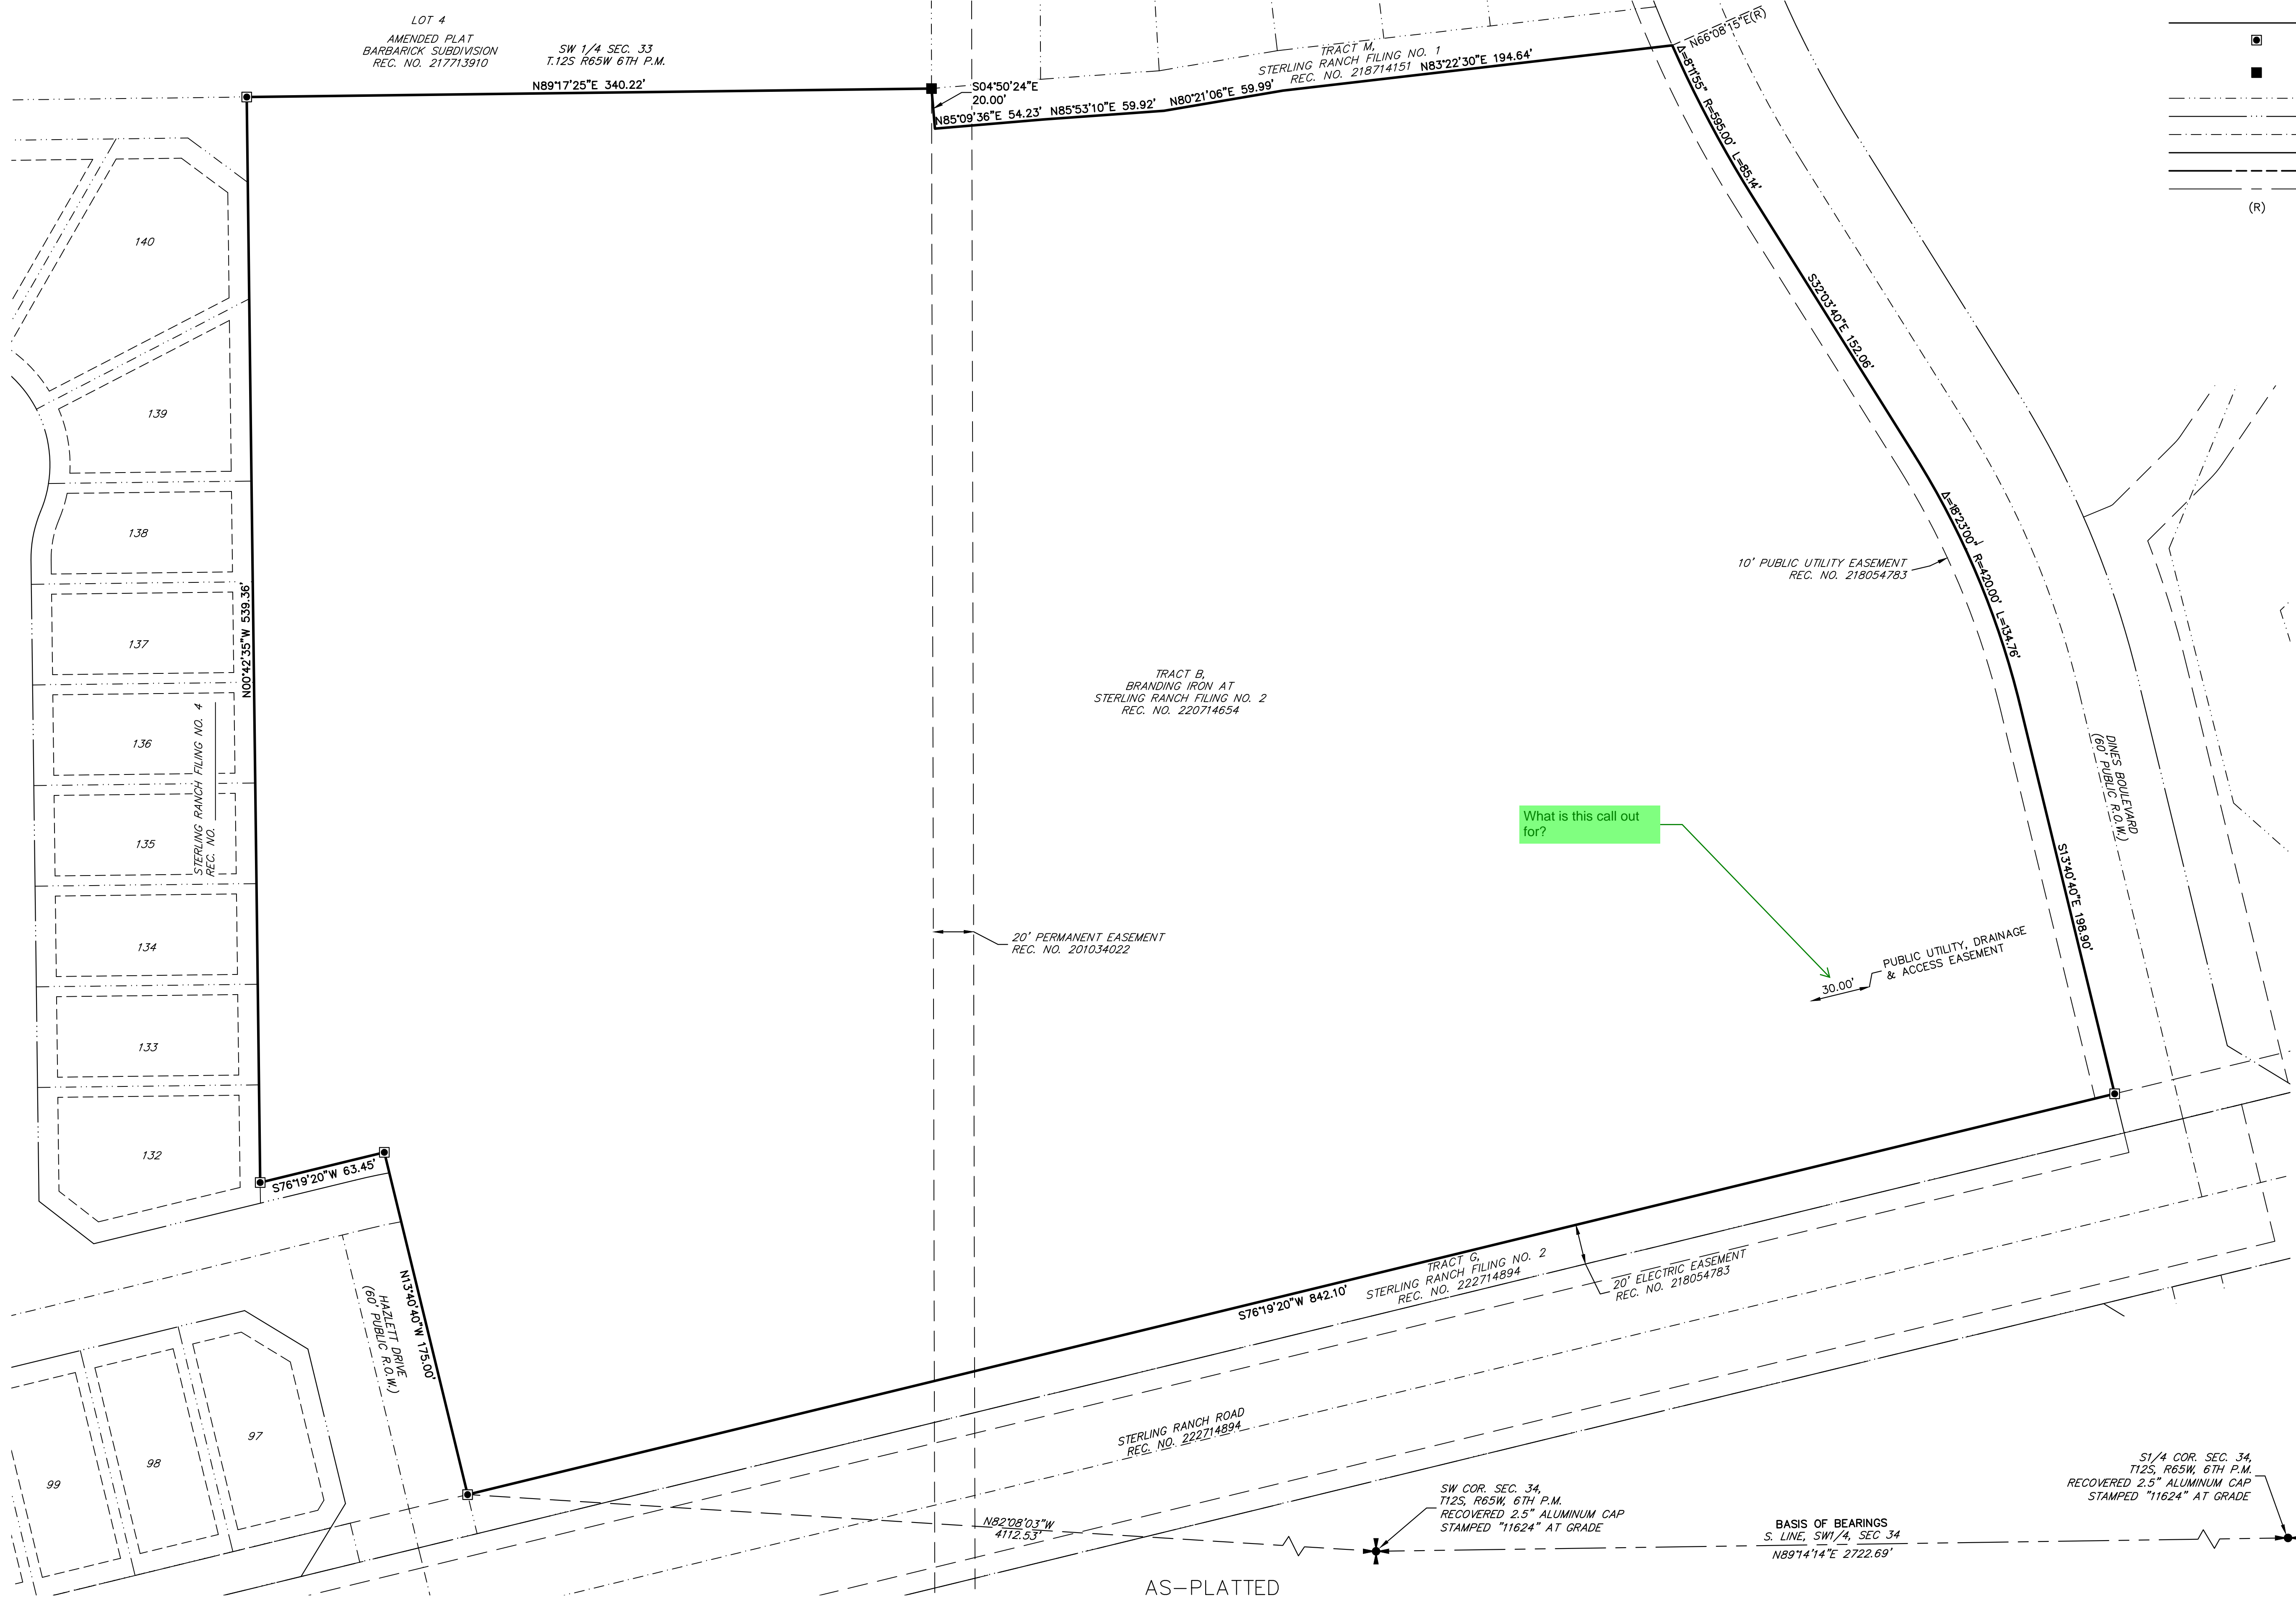 LOT 4
AMENDED PLAT
BARBARICK SUBDIVISION
REC. NO. 217713910
SW 1/4 SEC. 33
T.12S R65W 6TH P.M.
N89°17'25"E 340.22'
S04°50'24"E
20.00'
N85°09'36"E 54.23'
N85°53'10"E 59.92'
N80°21'06"E 59.99'
TRACT M,
STERLING RANCH FILING NO. 1
REC. NO. 218714151
N83°22'30"E 194.64'
N66°08'15"E(R)
Δ=8°11'55" R=595.00' L=85.14'
(R)
S32°03'40"E 152.06'
Δ=18°23'00" R=420.00' L=134.76'
10' PUBLIC UTILITY EASEMENT
REC. NO. 218054783
140
139
138
137
136
135
134
133
132
N00°42'35"W 539.36'
STERLING RANCH FILING NO. 4
REC. NO.
TRACT B,
BRANDING IRON AT
STERLING RANCH FILING NO. 2
REC. NO. 220714654
DINES BOULEVARD
(60' PUBLIC R.O.W.)
What is this call out
for?
S13°40'40"E 198.90'
20' PERMANENT EASEMENT
REC. NO. 201034022
PUBLIC UTILITY, DRAINAGE
& ACCESS EASEMENT
30.00'
S76°19'20"W 63.45'
HAZLETT DRIVE
(60' PUBLIC R.O.W.)
N13°40'40"W 175.00'
S76°19'20"W 842.10'
TRACT G,
STERLING RANCH FILING NO. 2
REC. NO. 222714894
20' ELECTRIC EASEMENT
REC. NO. 218054783
99
98
97
STERLING RANCH ROAD
REC. NO. 222714894
N82°08'03"W
4112.53'
SW COR. SEC. 34,
T12S, R65W, 6TH P.M.
RECOVERED 2.5" ALUMINUM CAP
STAMPED "11624" AT GRADE
BASIS OF BEARINGS
S. LINE, SW1/4, SEC 34
N89°14'14"E 2722.69'
S1/4 COR. SEC. 34,
T12S, R65W, 6TH P.M.
RECOVERED 2.5" ALUMINUM CAP
STAMPED "11624" AT GRADE
AS-PLATTED